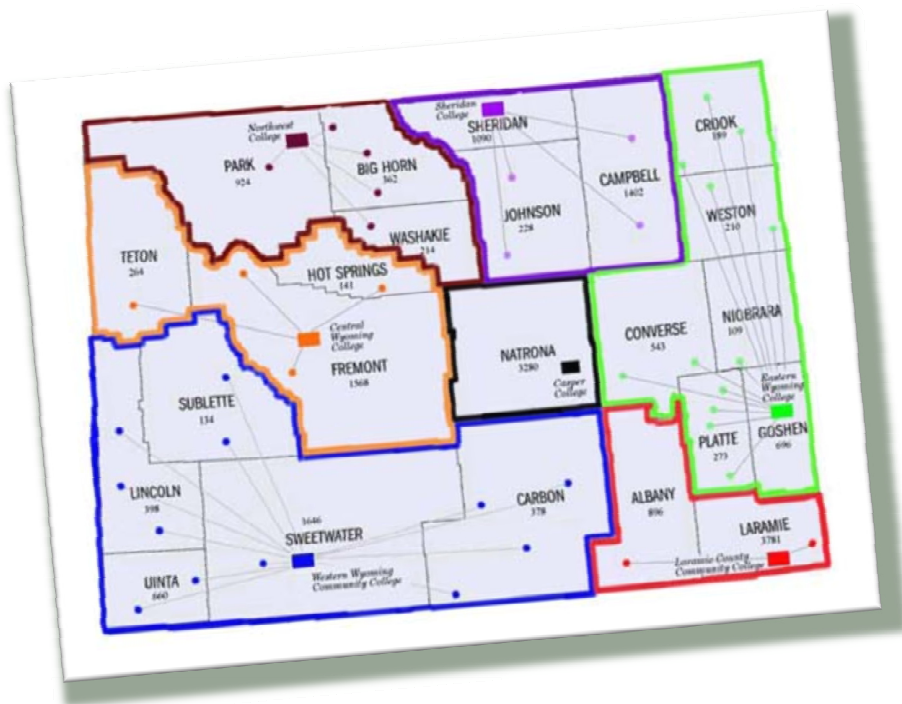 Northwest
College
PARK
924
BIG HORN
362
WASHAKIE
214
Sheridan
College
SHERIDAN
1090
JOHNSON
228
CAMPBELL
1402
CROOK
189
WESTON
210
TETON
264
HOT SPRINGS
141
Central
Wyoming
College
FREMONT
1568
NATRONA
3280
Casper
College
CONVERSE
543
NIOBRARA
109
Eastern
Wyoming
College
PLATTE
273
GOSHEN
696
SUBLETTE
134
LINCOLN
398
UINTA
660
1646
SWEETWATER
Western Wyoming
Community College
CARBON
378
ALBANY
896
LARAMIE
3781
Laramie County
Community College